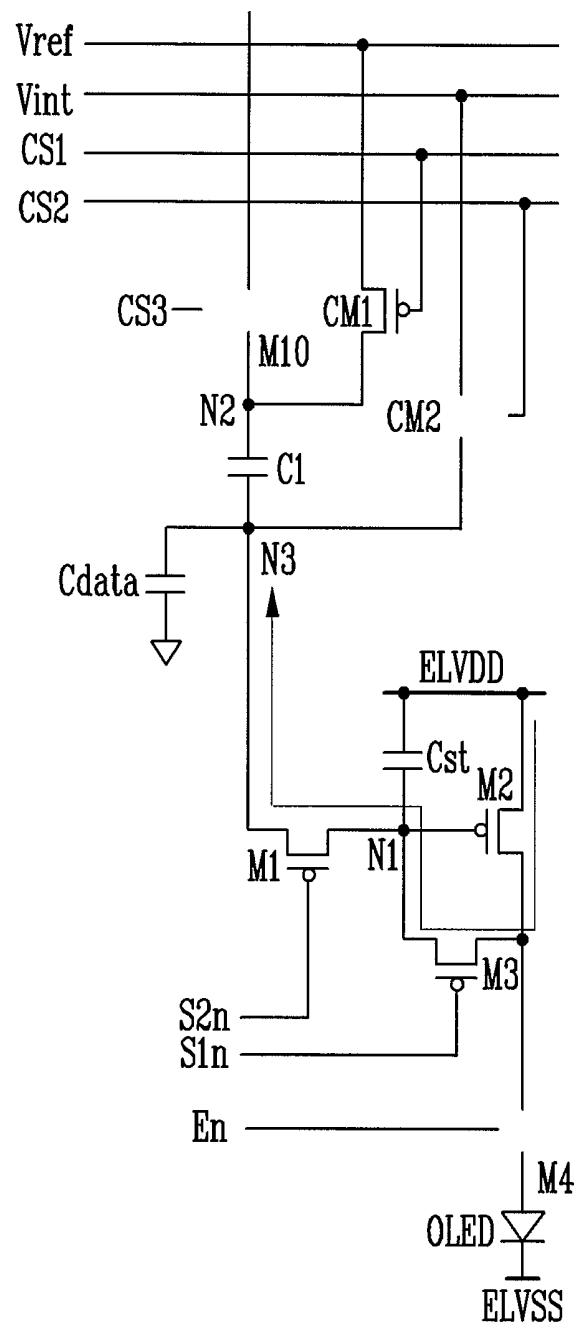 Vref
Vint
CS1
CS2
CS3
CM1
M10
N2
CM2
C1
N3
Cdata
ELVDD
Cst
M2
M1
N1
M3
S2n
S1n
En
M4
OLED
ELVSS